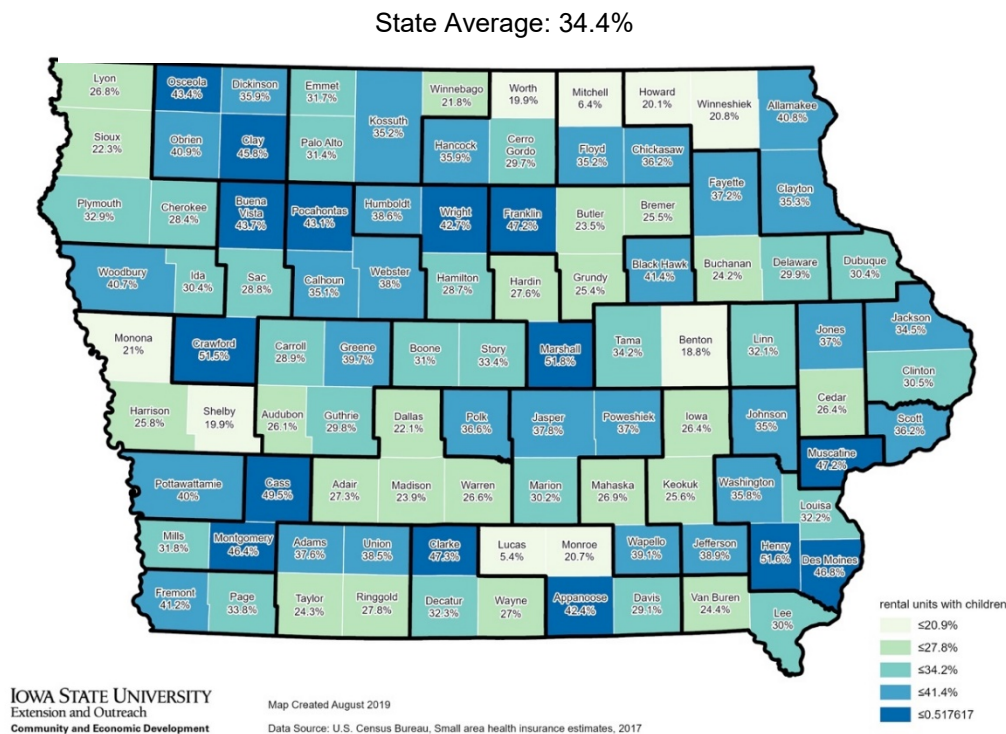 State Average: 34.4%
Lyon
26.8%
Osceola
43.4%
Dickinson
35.9%
Emmet
31.7%
Kossuth
35.2%
Winnebago
21.8%
Worth
19.9%
Mitchell
6.4%
Howard
20.1%
Winneshiek
20.8%
Allamakee
40.8%
Sioux
22.3%
Obrien
40.9%
Clay
45.8%
Palo Alto
31.4%
Hancock
35.9%
Cerro
Gordo
29.7%
Floyd
35.2%
Chickasaw
36.2%
Fayette
37.2%
Clayton
35.3%
Plymouth
32.9%
Cherokee
28.4%
Buena
Vista
43.7%
Pocahontas
43.1%
Humboldt
38.6%
Wright
42.7%
Franklin
47.2%
Butler
23.5%
Bremer
25.5%
Woodbury
40.7%
Ida
30.4%
Sac
28.8%
Calhoun
35.1%
Webster
38%
Hamilton
28.7%
Hardin
27.6%
Grundy
25.4%
Black Hawk
41.4%
Buchanan
24.2%
Delaware
29.9%
Dubuque
30.4%
Monona
21%
Crawford
51.5%
Carroll
28.9%
Greene
39.7%
Boone
31%
Story
33.4%
Marshall
51.8%
Tama
34.2%
Benton
18.8%
Linn
32.1%
Jones
37%
Jackson
34.5%
Clinton
30.5%
Harrison
25.8%
Shelby
19.9%
Audubon
26.1%
Guthrie
29.8%
Dallas
22.1%
Polk
36.6%
Jasper
37.8%
Poweshiek
37%
Iowa
26.4%
Johnson
35%
Cedar
26.4%
Scott
36.2%
Muscatine
47.2%
Pottawattamie
40%
Cass
49.5%
Adair
27.3%
Madison
23.9%
Warren
26.6%
Marion
30.2%
Mahaska
26.9%
Keokuk
25.6%
Washington
35.8%
Louisa
32.2%
Mills
31.8%
Montgomery
46.4%
Adams
37.6%
Union
38.5%
Clarke
47.3%
Lucas
5.4%
Monroe
20.7%
Wapello
39.1%
Jefferson
38.9%
Henry
51.6%
Des Moines
46.8%
Fremont
41.2%
Page
33.8%
Taylor
24.3%
Ringgold
27.8%
Decatur
32.3%
Wayne
27%
Appanoose
42.4%
Davis
29.1%
Van Buren
24.4%
Lee
30%
rental units with children
≤20.9%
≤27.8%
≤34.2%
≤41.4%
≤0.517617
IOWA STATE UNIVERSITY
Extension and Outreach
Community and Economic Development
Map Created August 2019
Data Source: U.S. Census Bureau, Small area health insurance estimates, 2017